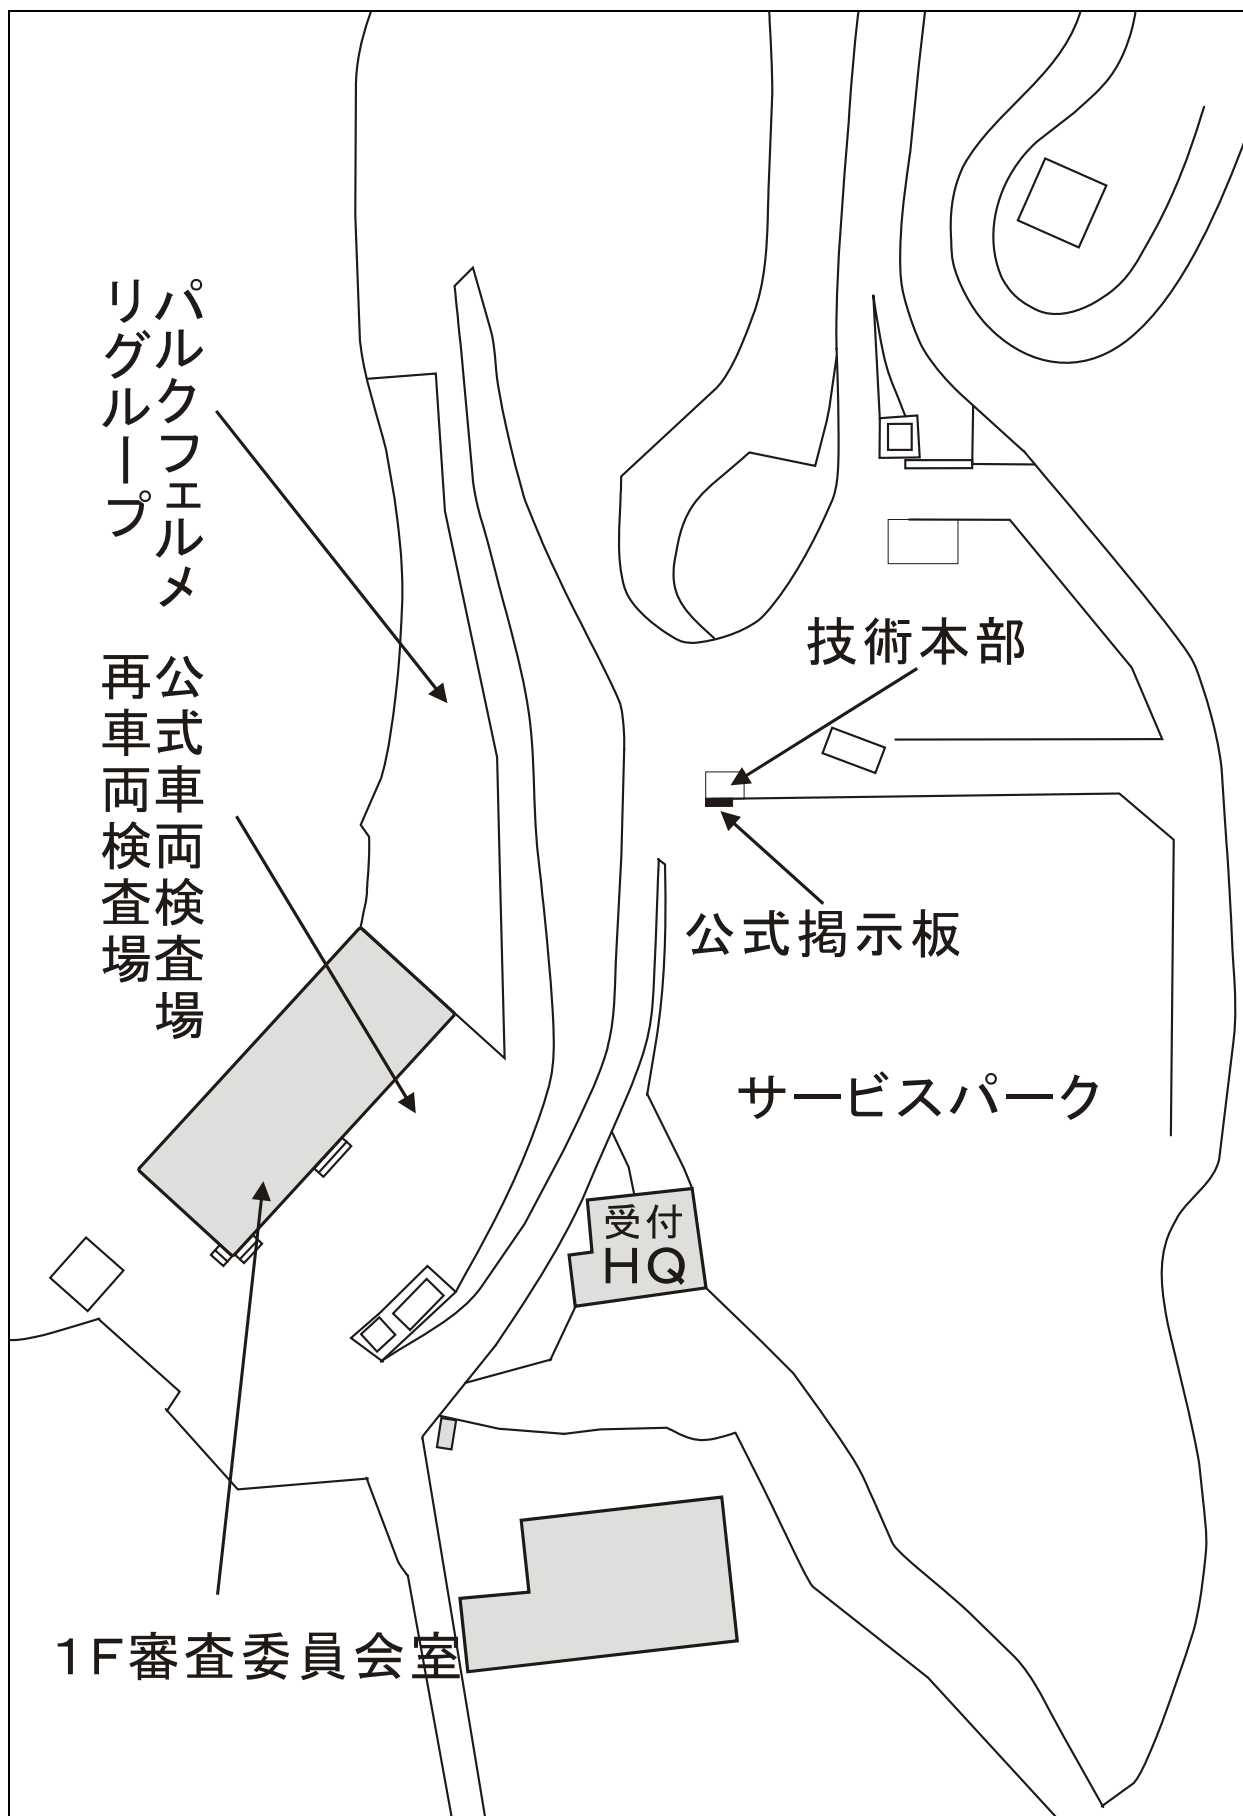 パルクフェルメ
リグループ
公式車両検査場
再車両検査場
技術本部
公式掲示板
サービスパーク
受付
HQ
1F審査委員会室